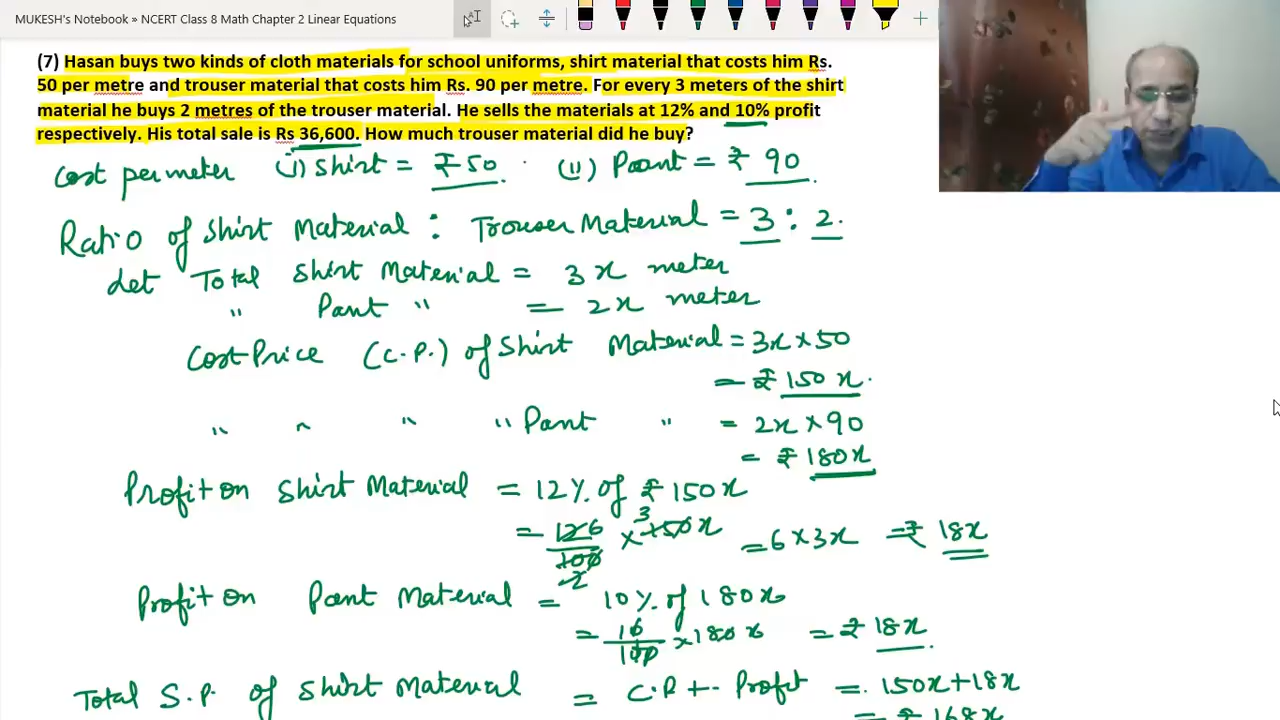 MUKESH's Notebook » NCERT Class 8 Math Chapter 2 Linear Equations
(7) Hasan buys two kinds of cloth materials for school uniforms, shirt material that costs him Rs.
50 per metre and trouser material that costs him Rs. 90 per metre. For every 3 meters of the shirt
material he buys 2 metres of the trouser material. He sells the materials at 12% and 10% profit
respectively. His total sale is Rs 36,600. How much trouser material did he buy?
Cost per meter (i) Shirt = ₹50 (ii) Pant = ₹ 90
Ratio of Shirt Material : Trouser Material = 3 : 2.
Let Total Shirt Material = 3x meter
" Pant " = 2x meter
Cost Price (C.P.) of Shirt Material = 3x × 50
= ₹ 150x.
" " " " Pant " = 2x × 90
= ₹ 180x
Profit on Shirt Material = 12% of ₹ 150x
= 12 6 / 100 2 × 3 150x = 6 × 3x = ₹ 18x
Profit on Pant Material = 10% of 180x
= 10/100 × 180x = ₹ 18x
Total S.P. of Shirt Material = C.P + Profit = 150x + 18x
= ₹ 168x